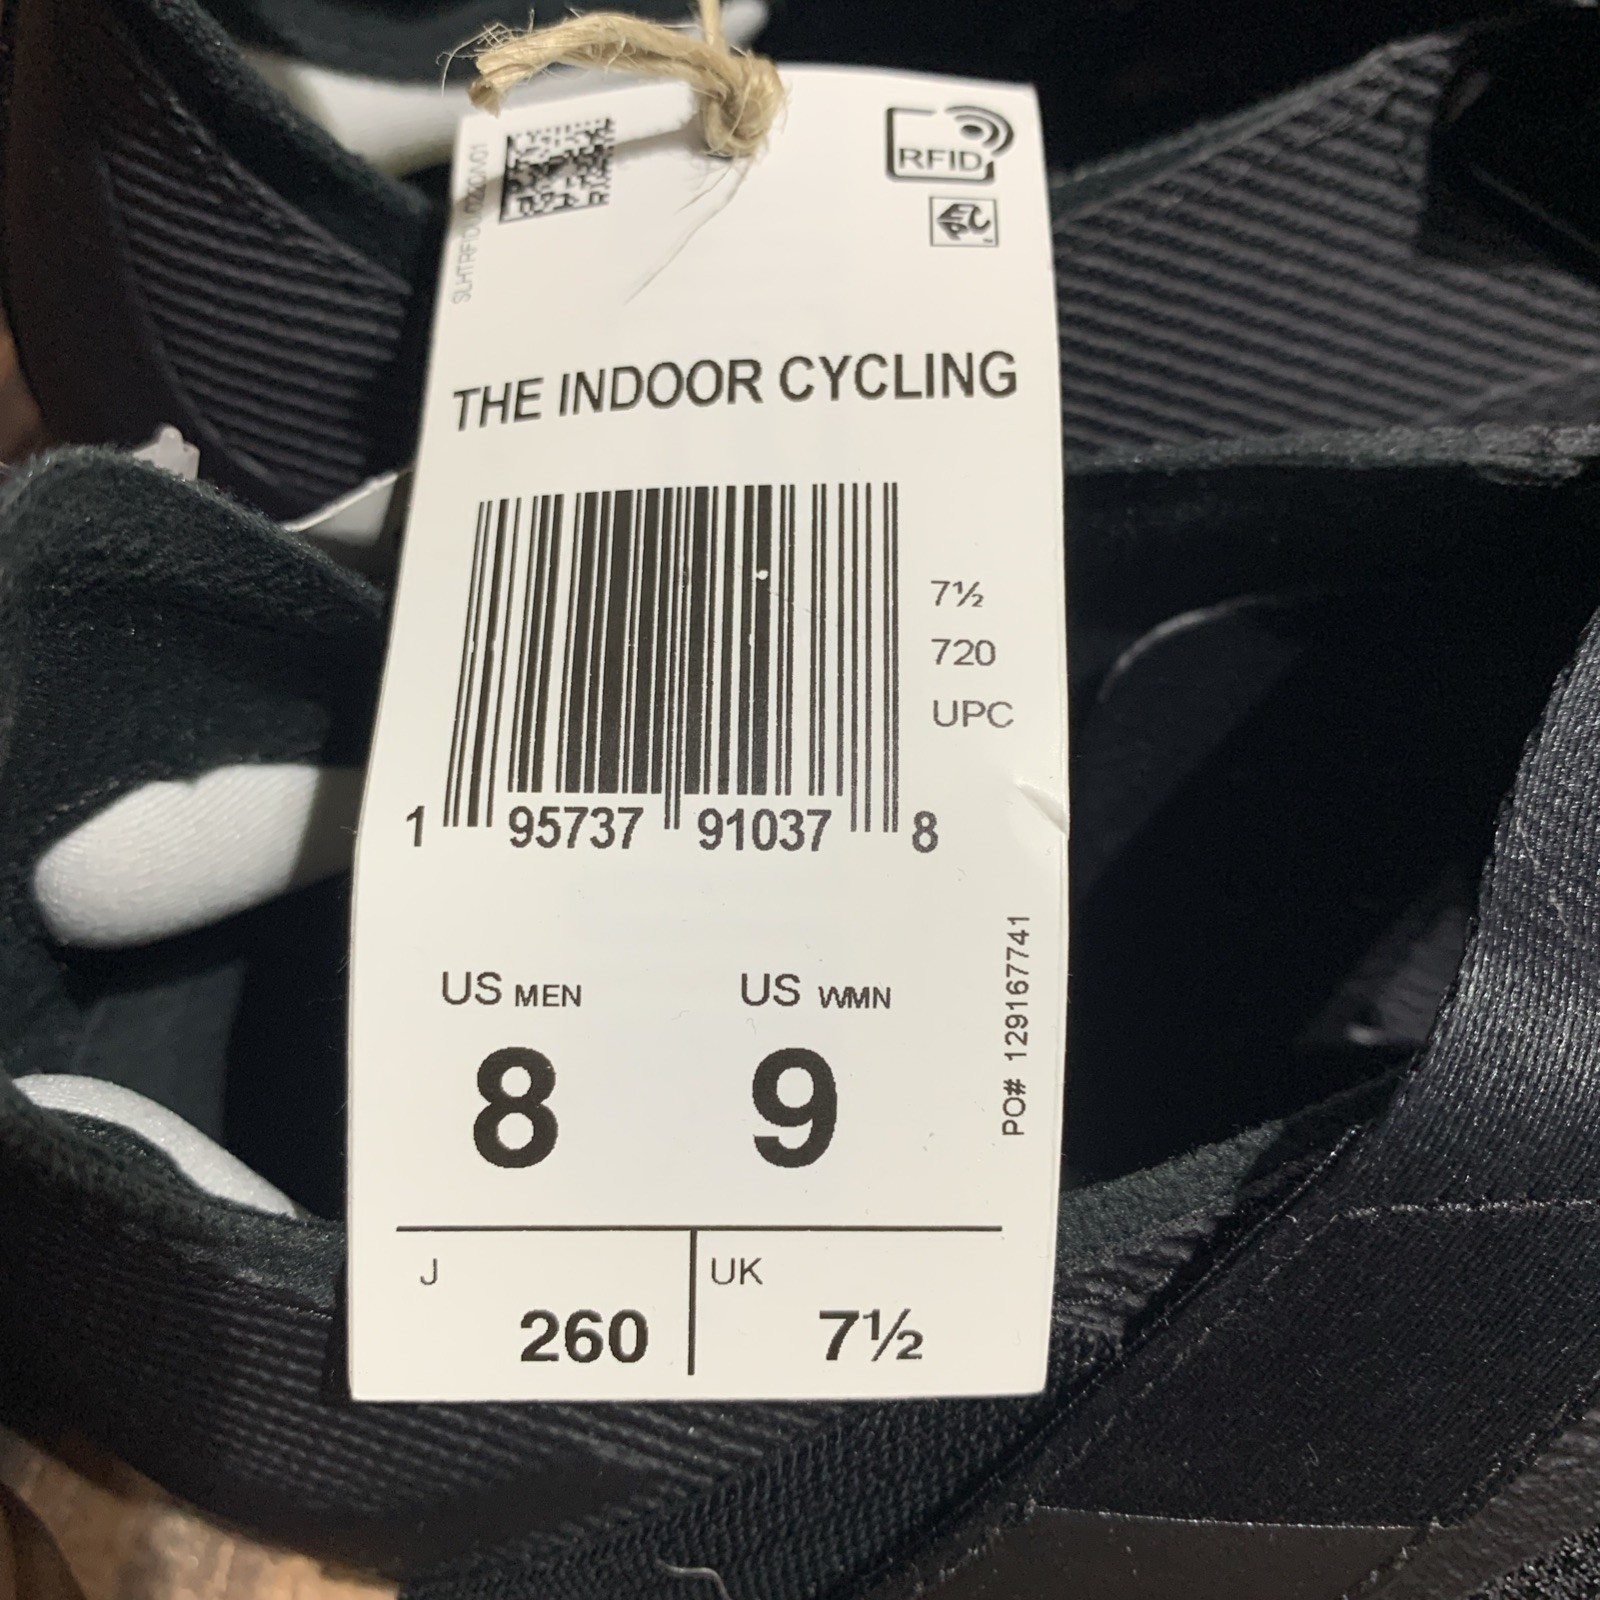 RFID
EPC
THE INDOOR CYCLING
7½
720
UPC
1 95737 91037 8
PO# 129167741
US MEN
US WMN
8
9
J
260
UK
7½